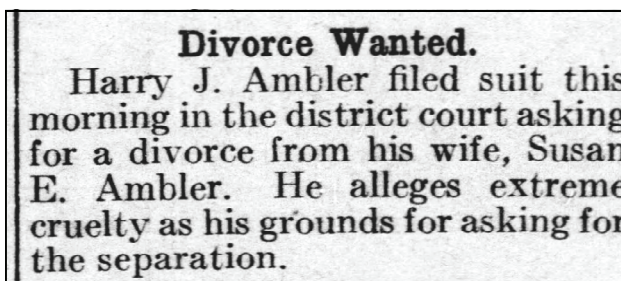 Divorce Wanted.
Harry J. Ambler filed suit this
morning in the district court asking
for a divorce from his wife, Susan
E. Ambler. He alleges extreme
cruelty as his grounds for asking for
the separation.